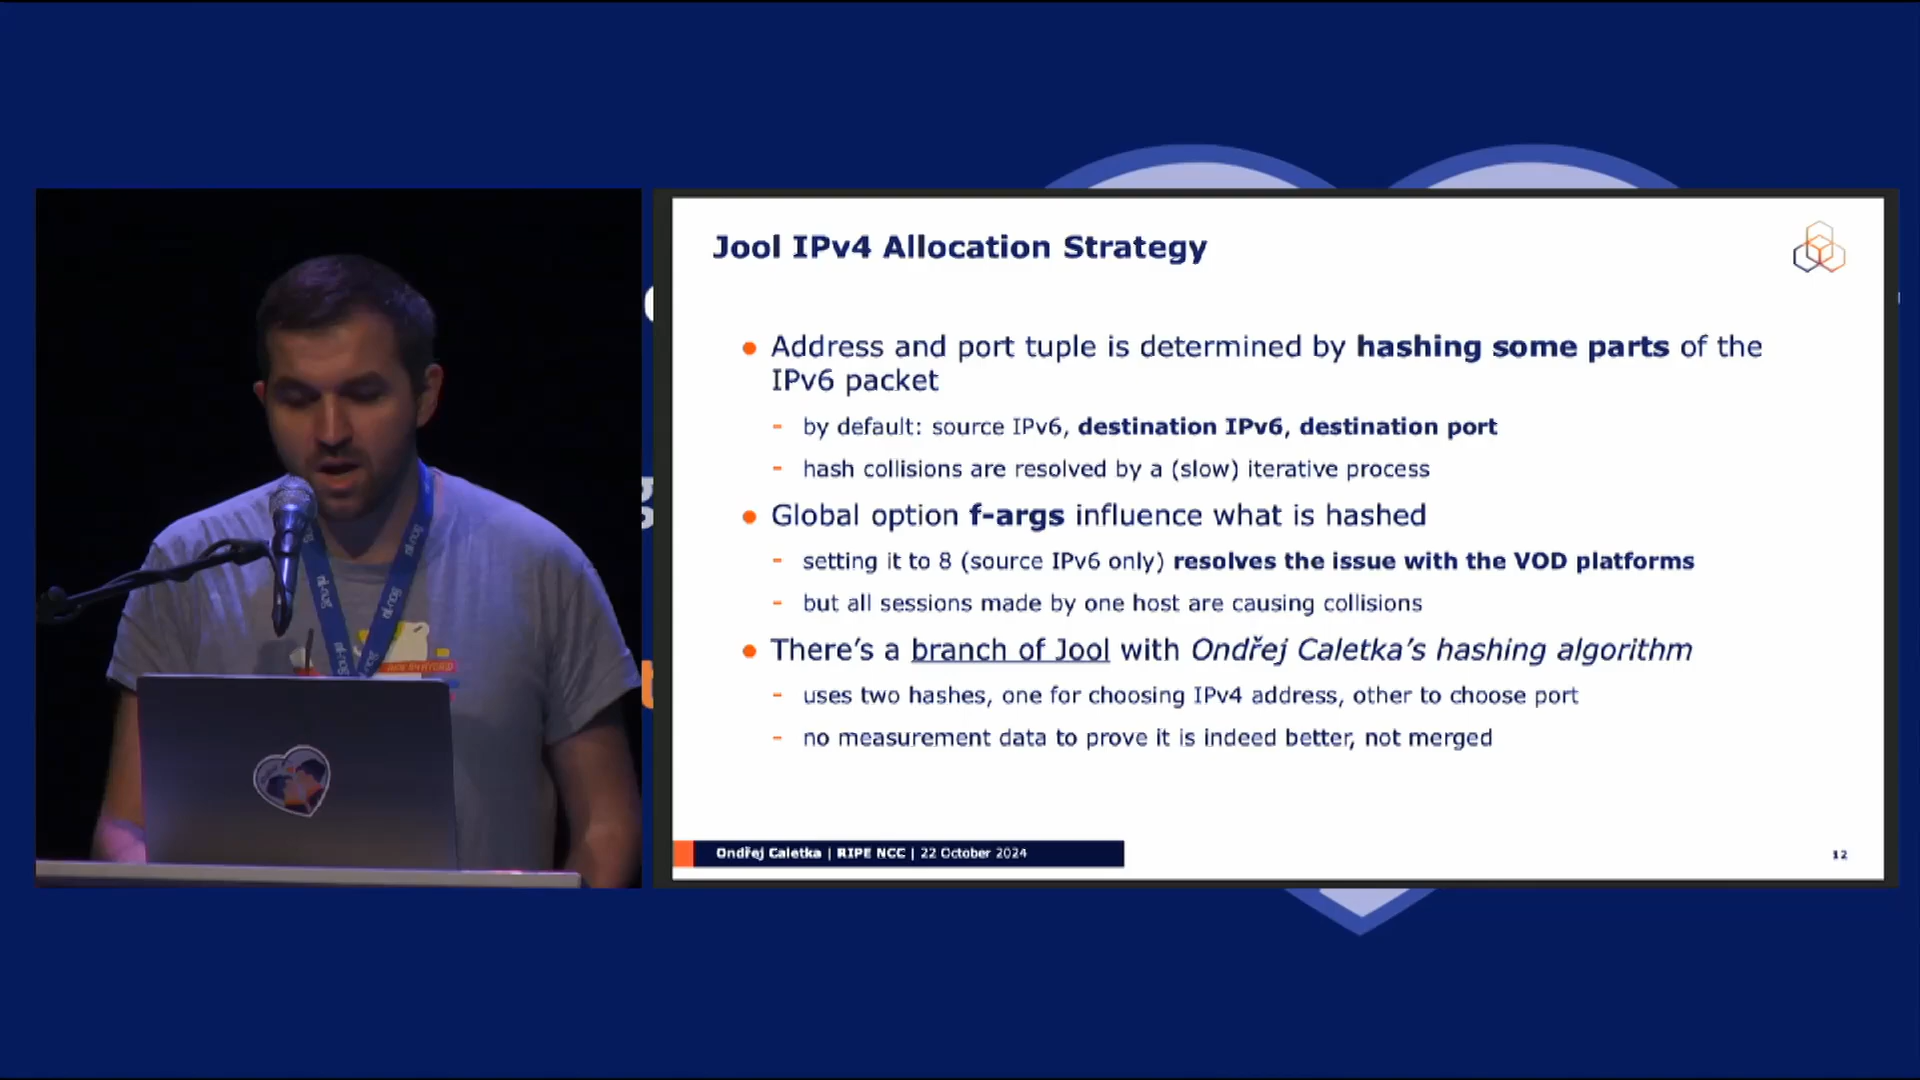 Jool IPv4 Allocation Strategy
Address and port tuple is determined by hashing some parts of the
IPv6 packet
- by default: source IPv6, destination IPv6, destination port
- hash collisions are resolved by a (slow) iterative process
Global option f-args influence what is hashed
- setting it to 8 (source IPv6 only) resolves the issue with the VOD platforms
- but all sessions made by one host are causing collisions
There's a branch of Jool with Ondřej Caletka's hashing algorithm
- uses two hashes, one for choosing IPv4 address, other to choose port
- no measurement data to prove it is indeed better, not merged
Ondřej Caletka | RIPE NCC | 22 October 2024
12